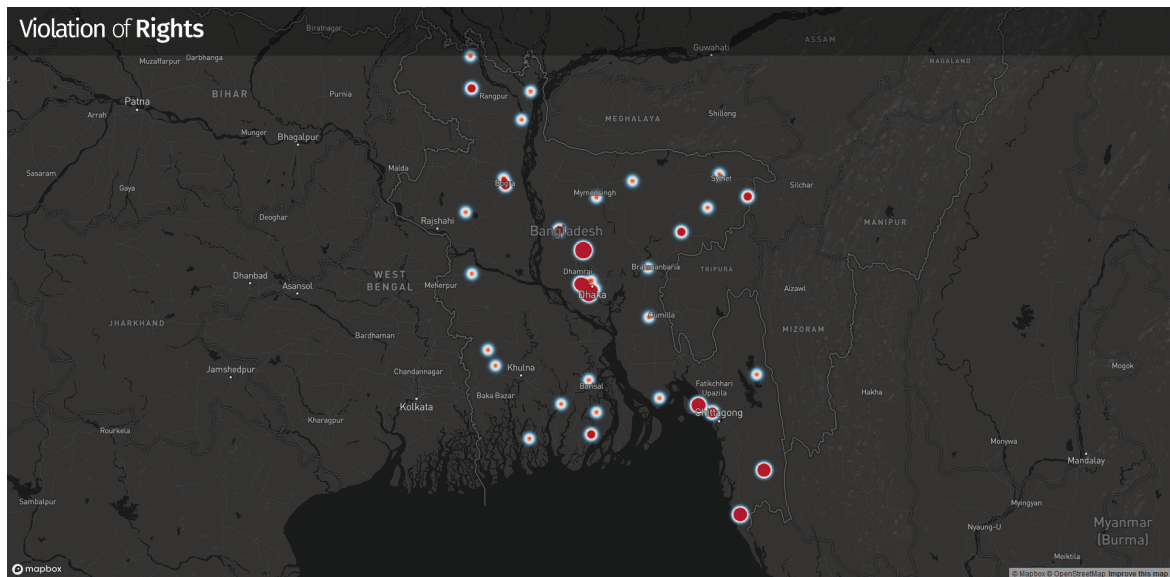 Violation of Rights
Biratnagar
ASSAM
Guwahati
Muzaffarpur
Darbhanga
NAGALAND
BIHAR
Purnia
Rangpur
Patna
Arrah
Shillong
MEGHALAYA
Munger
Bhagalpur
Malda
Sasaram
Gaya
Bogra
Sylhet
Silchar
Mymensingh
Deoghar
Rajshahi
MANIPUR
Bangladesh
Brahmanbaria
TRIPURA
Dhanbad
WEST
BENGAL
Meherpur
Dhamrai
Asansol
Dhaka
Aizawl
JHARKHAND
Bardhaman
MIZORAM
Jamshedpur
Chandannagar
Khulna
Mogok
Barisal
Fatikchhari
Upazila
Baka Bazar
Hakha
Kolkata
Chittagong
Kharagpur
Rourkela
Monywa
Mandalay
Sambalpur
Myingyan
Nyaung-U
Myanmar
(Burma)
Meiktila
mapbox
© Mapbox © OpenStreetMap Improve this map